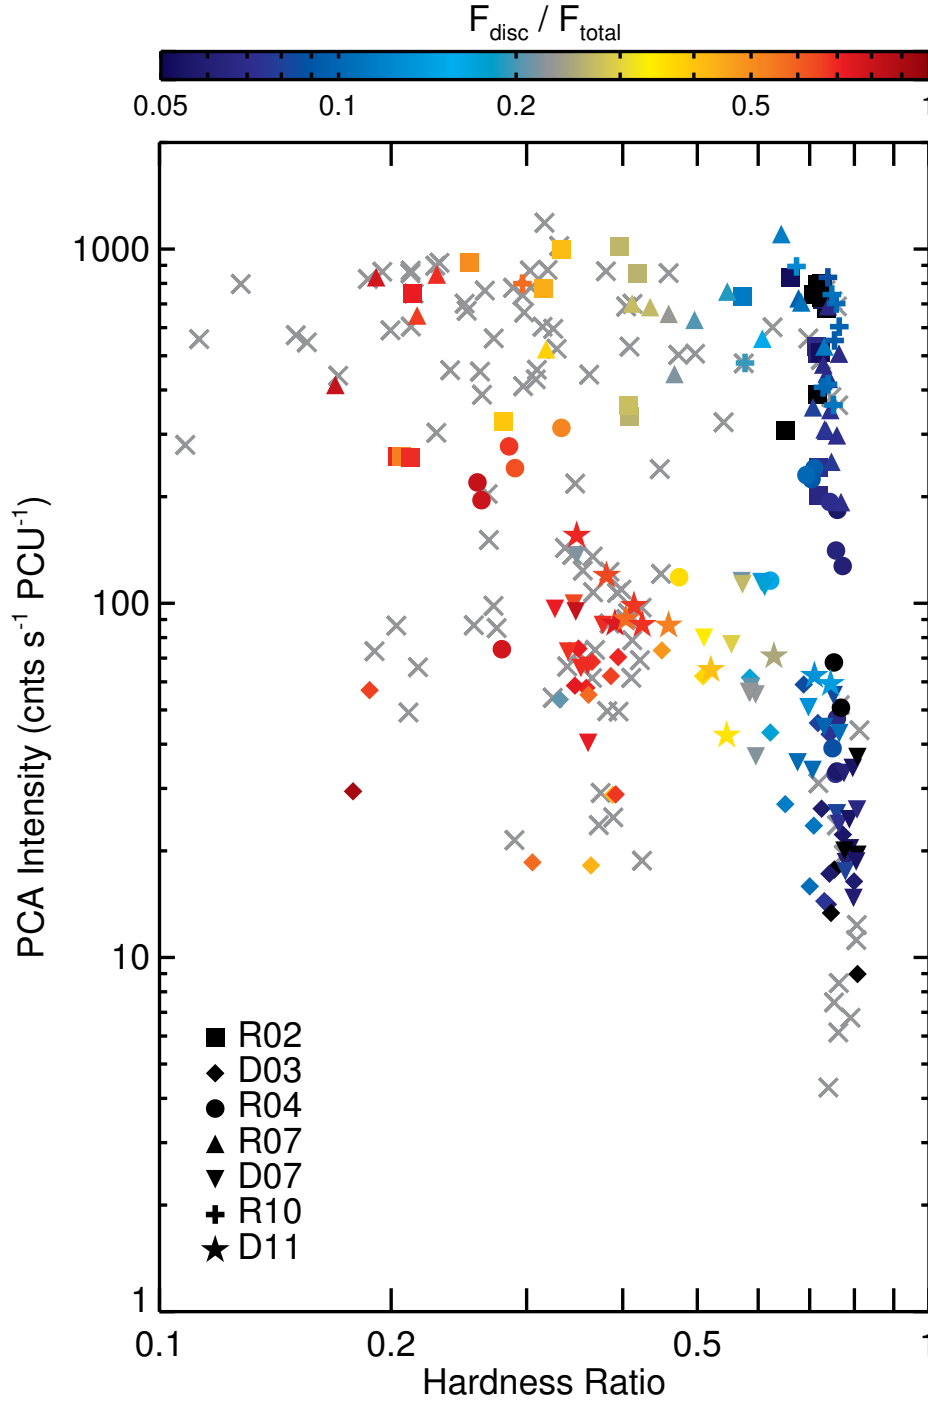 F_disc / F_total
0.05 0.1 0.2 0.5 1
1000
100
10
1
PCA Intensity (cnts s⁻¹ PCU⁻¹)
R02
D03
R04
R07
D07
R10
D11
0.1 0.2 0.5 1
Hardness Ratio